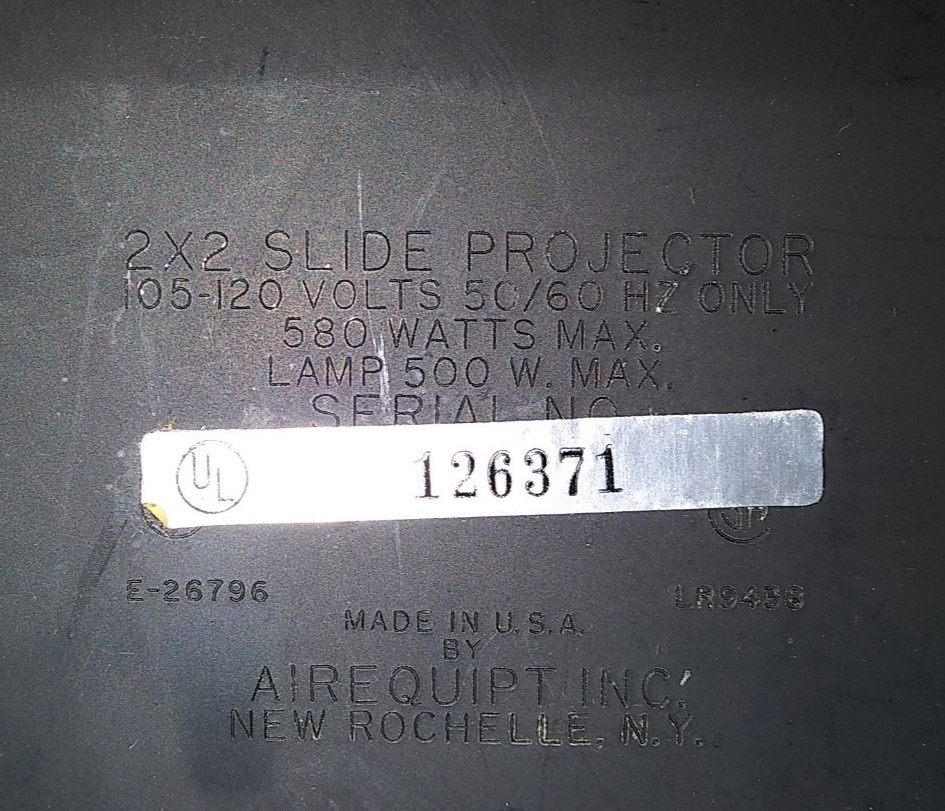 2X2 SLIDE PROJECTOR
105-120 VOLTS 50/60 HZ ONLY
580 WATTS MAX.
LAMP 500 W. MAX.
SERIAL NO.
UL 126371
E-26796 LR9438
MADE IN U.S.A.
BY
AIREQUIPT INC.
NEW ROCHELLE, N.Y.